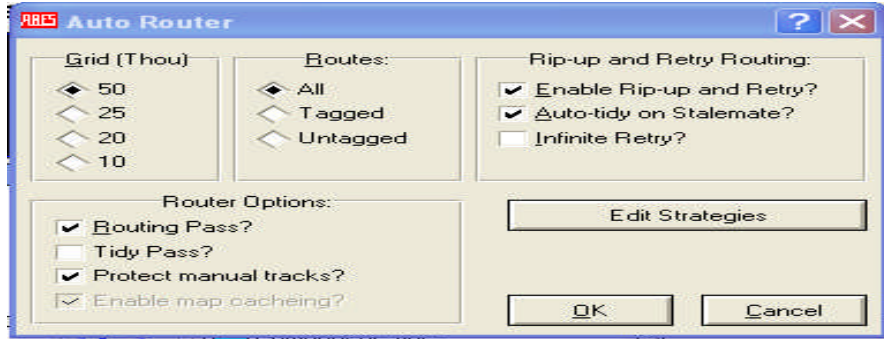 ARES Auto Router
Grid (Thou)
50
25
20
10
Routes:
All
Tagged
Untagged
Rip-up and Retry Routing:
Enable Rip-up and Retry?
Auto-tidy on Stalemate?
Infinite Retry?
Router Options:
Routing Pass?
Tidy Pass?
Protect manual tracks?
Enable map cacheing?
Edit Strategies
OK
Cancel